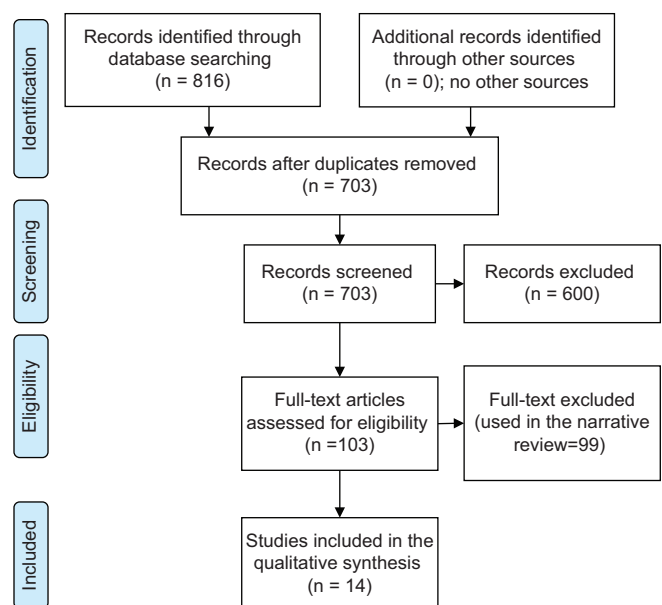 Identification
Records identified through
database searching
(n = 816)
Additional records identified
through other sources
(n = 0); no other sources
Records after duplicates removed
(n = 703)
Screening
Records screened
(n = 703)
Records excluded
(n = 600)
Eligibility
Full-text articles
assessed for eligibility
(n =103)
Full-text excluded
(used in the narrative
review=99)
Included
Studies included in the
qualitative synthesis
(n = 14)